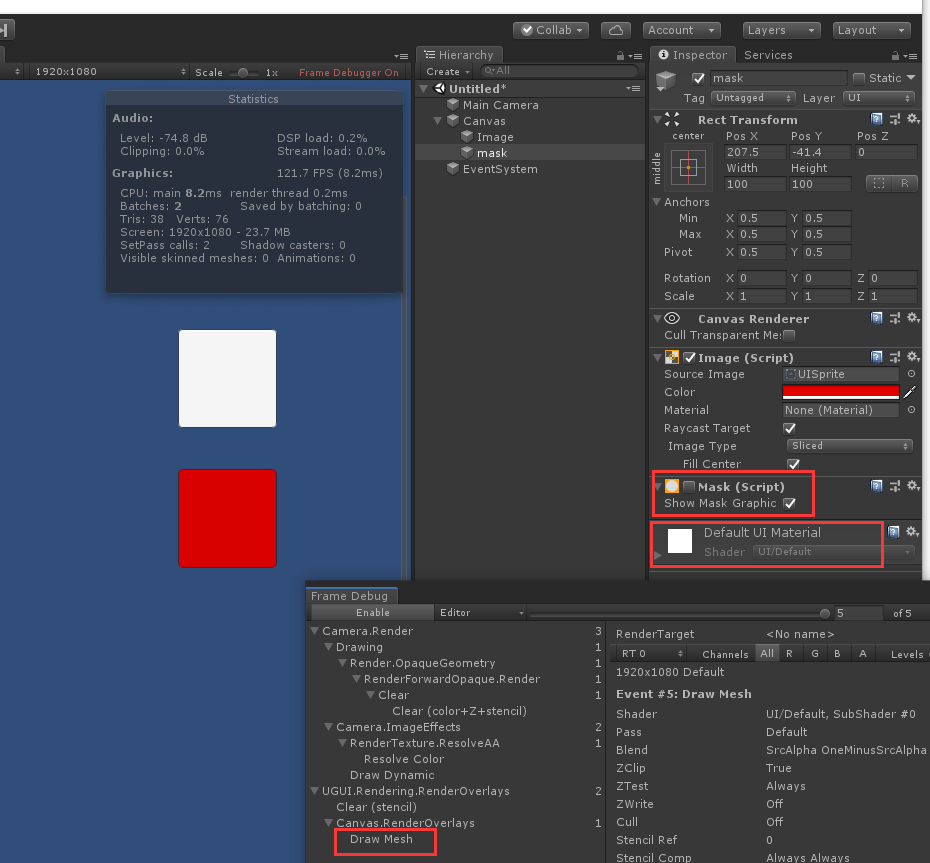 Collab
Account
Layers
Layout
1920x1080
Scale
1x
Frame Debugger On
Statistics
Audio:
Level: -74.8 dB
DSP load: 0.2%
Clipping: 0.0%
Stream load: 0.0%
Graphics:
121.7 FPS (8.2ms)
CPU: main 8.2ms render thread 0.2ms
Batches: 2
Saved by batching: 0
Tris: 38 Verts: 76
Screen: 1920x1080 - 23.7 MB
SetPass calls: 2
Shadow casters: 0
Visible skinned meshes: 0 Animations: 0
Hierarchy
Create
All
Untitled*
Main Camera
Canvas
Image
mask
EventSystem
Inspector
Services
mask
Static
Tag
Untagged
Layer
UI
Rect Transform
center
middle
Pos X
Pos Y
Pos Z
207.5
-41.4
0
Width
Height
100
100
R
Anchors
Min
X 0.5
Y 0.5
Max
X 0.5
Y 0.5
Pivot
X 0.5
Y 0.5
Rotation
X 0
Y 0
Z 0
Scale
X 1
Y 1
Z 1
Canvas Renderer
Cull Transparent Me
Image (Script)
Source Image
UISprite
Color
Material
None (Material)
Raycast Target
Image Type
Sliced
Fill Center
Mask (Script)
Show Mask Graphic
Default UI Material
Shader
UI/Default
Frame Debug
Enable
Editor
5
of 5
Camera.Render
3
Drawing
1
Render.OpaqueGeometry
1
RenderForwardOpaque.Render
1
Clear
1
Clear (color+Z+stencil)
Camera.ImageEffects
2
RenderTexture.ResolveAA
1
Resolve Color
Draw Dynamic
UGUI.Rendering.RenderOverlays
2
Clear (stencil)
Canvas.RenderOverlays
1
Draw Mesh
RenderTarget
<No name>
RT 0
Channels
All
R
G
B
A
Levels
1920x1080 Default
Event #5: Draw Mesh
Shader
UI/Default, SubShader #0
Pass
Default
Blend
SrcAlpha OneMinusSrcAlpha
ZClip
True
ZTest
Always
ZWrite
Off
Cull
Off
Stencil Ref
0
Stencil Comp
Always Always